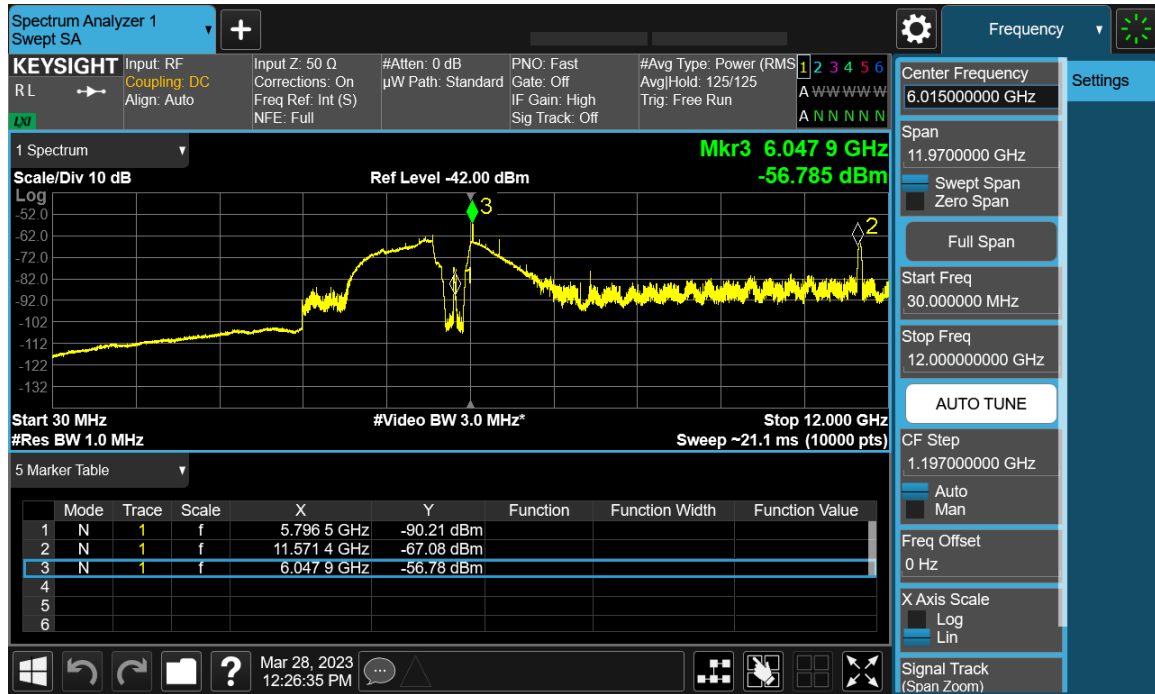 Spectrum Analyzer 1
Swept SA
Frequency
KEYSIGHT
RL
LXI
Input: RF
Coupling: DC
Align: Auto
Input Z: 50 Ω
Corrections: On
Freq Ref: Int (S)
NFE: Full
#Atten: 0 dB
µW Path: Standard
PNO: Fast
Gate: Off
IF Gain: High
Sig Track: Off
#Avg Type: Power (RMS
Avg|Hold: 125/125
Trig: Free Run
1 2 3 4 5 6
A W W W W W
A N N N N N
1 Spectrum
Scale/Div 10 dB
Ref Level -42.00 dBm
Mkr3 6.047 9 GHz
-56.785 dBm
Log
-52.0
-62.0
-72.0
-82.0
-92.0
-102
-112
-122
-132
3
2
Start 30 MHz
#Video BW 3.0 MHz*
Stop 12.000 GHz
#Res BW 1.0 MHz
Sweep ~21.1 ms (10000 pts)
5 Marker Table
Mode Trace Scale X Y Function Function Width Function Value
1 N 1 f 5.796 5 GHz -90.21 dBm
2 N 1 f 11.571 4 GHz -67.08 dBm
3 N 1 f 6.047 9 GHz -56.78 dBm
4
5
6
Mar 28, 2023
12:26:35 PM
Center Frequency
6.015000000 GHz
Span
11.9700000 GHz
Swept Span
Zero Span
Full Span
Start Freq
30.000000 MHz
Stop Freq
12.000000000 GHz
AUTO TUNE
CF Step
1.197000000 GHz
Auto
Man
Freq Offset
0 Hz
X Axis Scale
Log
Lin
Signal Track
(Span Zoom)
Settings